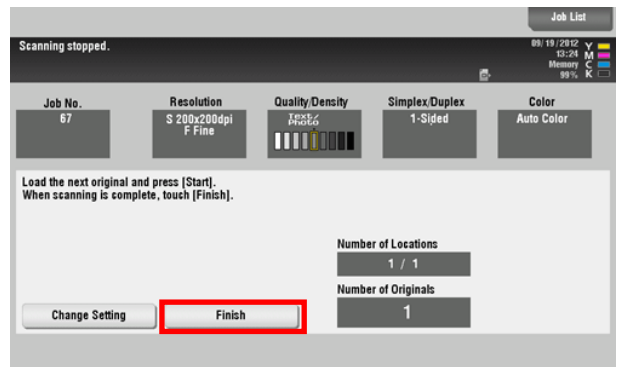 Job List
Scanning stopped.
09/19/2012
13:24
Memory
99%
Y
M
C
K
Job No.
67
Resolution
S 200x200dpi
F Fine
Quality/Density
Text/
Photo
Simplex/Duplex
1-Sided
Color
Auto Color
Load the next original and press [Start].
When scanning is complete, touch [Finish].
Number of Locations
1 / 1
Number of Originals
1
Change Setting
Finish